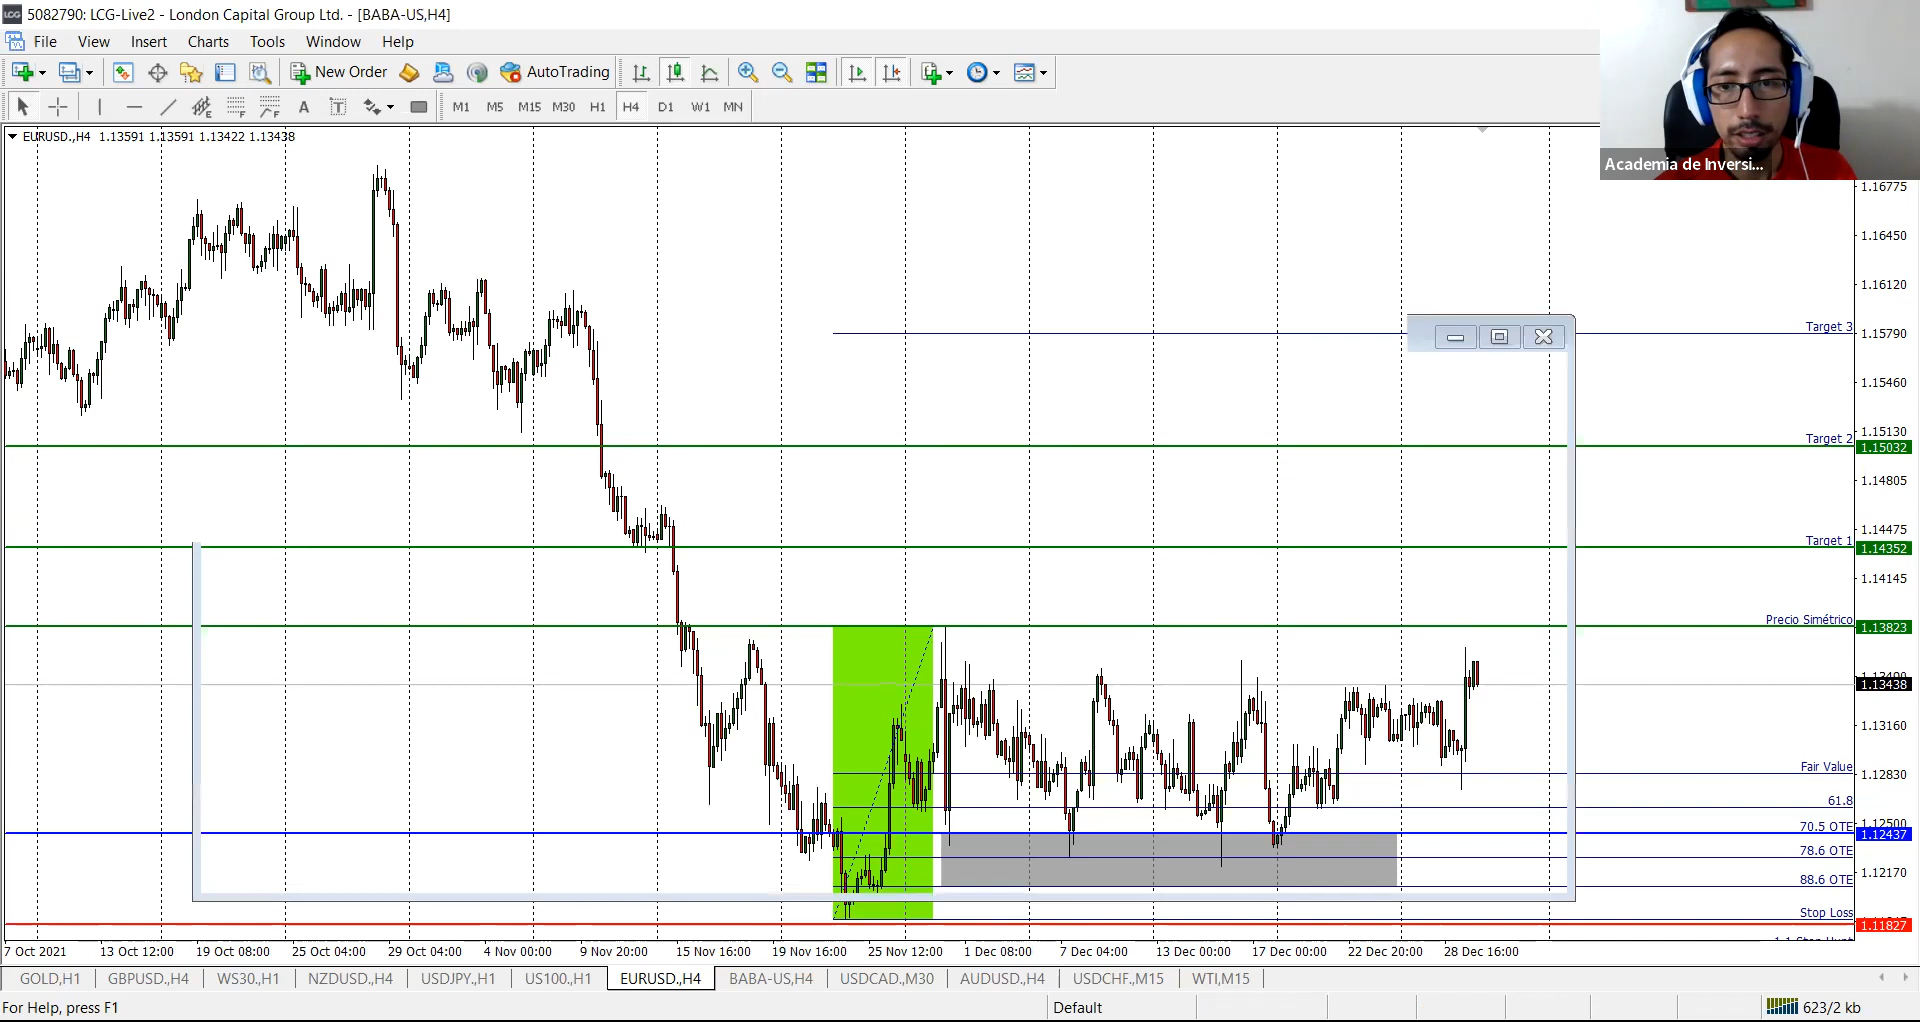 5082790: LCG-Live2 - London Capital Group Ltd. - [BABA-US,H4]
File View Insert Charts Tools Window Help
New Order AutoTrading
A T M1 M5 M15 M30 H1 H4 D1 W1 MN
EURUSD.,H4 1.13591 1.13591 1.13422 1.13438
Academia de Inversi...
1.16775
1.16450
1.16120
Target 3
1.15790
1.15460
1.15130
Target 2
1.15032
1.14805
1.14475
Target 1
1.14352
1.14145
Precio Simétrico
1.13823
1.13438
1.13160
Fair Value
1.12830
61.8
1.12500
70.5 OTE
1.12437
78.6 OTE
1.12170
88.6 OTE
Stop Loss
1.11827
7 Oct 2021 13 Oct 12:00 19 Oct 08:00 25 Oct 04:00 29 Oct 04:00 4 Nov 00:00 9 Nov 20:00 15 Nov 16:00 19 Nov 16:00 25 Nov 12:00 1 Dec 08:00 7 Dec 04:00 13 Dec 00:00 17 Dec 00:00 22 Dec 20:00 28 Dec 16:00
GOLD,H1 GBPUSD.,H4 WS30.,H1 NZDUSD.,H4 USDJPY.,H1 US100.,H1 EURUSD.,H4 BABA-US,H4 USDCAD.,M30 AUDUSD.,H4 USDCHF.,M15 WTI,M15
For Help, press F1 Default 623/2 kb